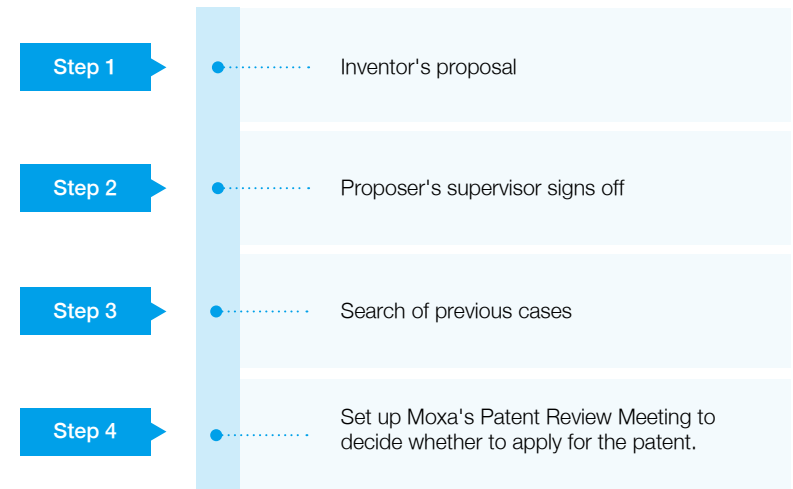 Step 1
Inventor's proposal
Step 2
Proposer's supervisor signs off
Step 3
Search of previous cases
Step 4
Set up Moxa's Patent Review Meeting to
decide whether to apply for the patent.